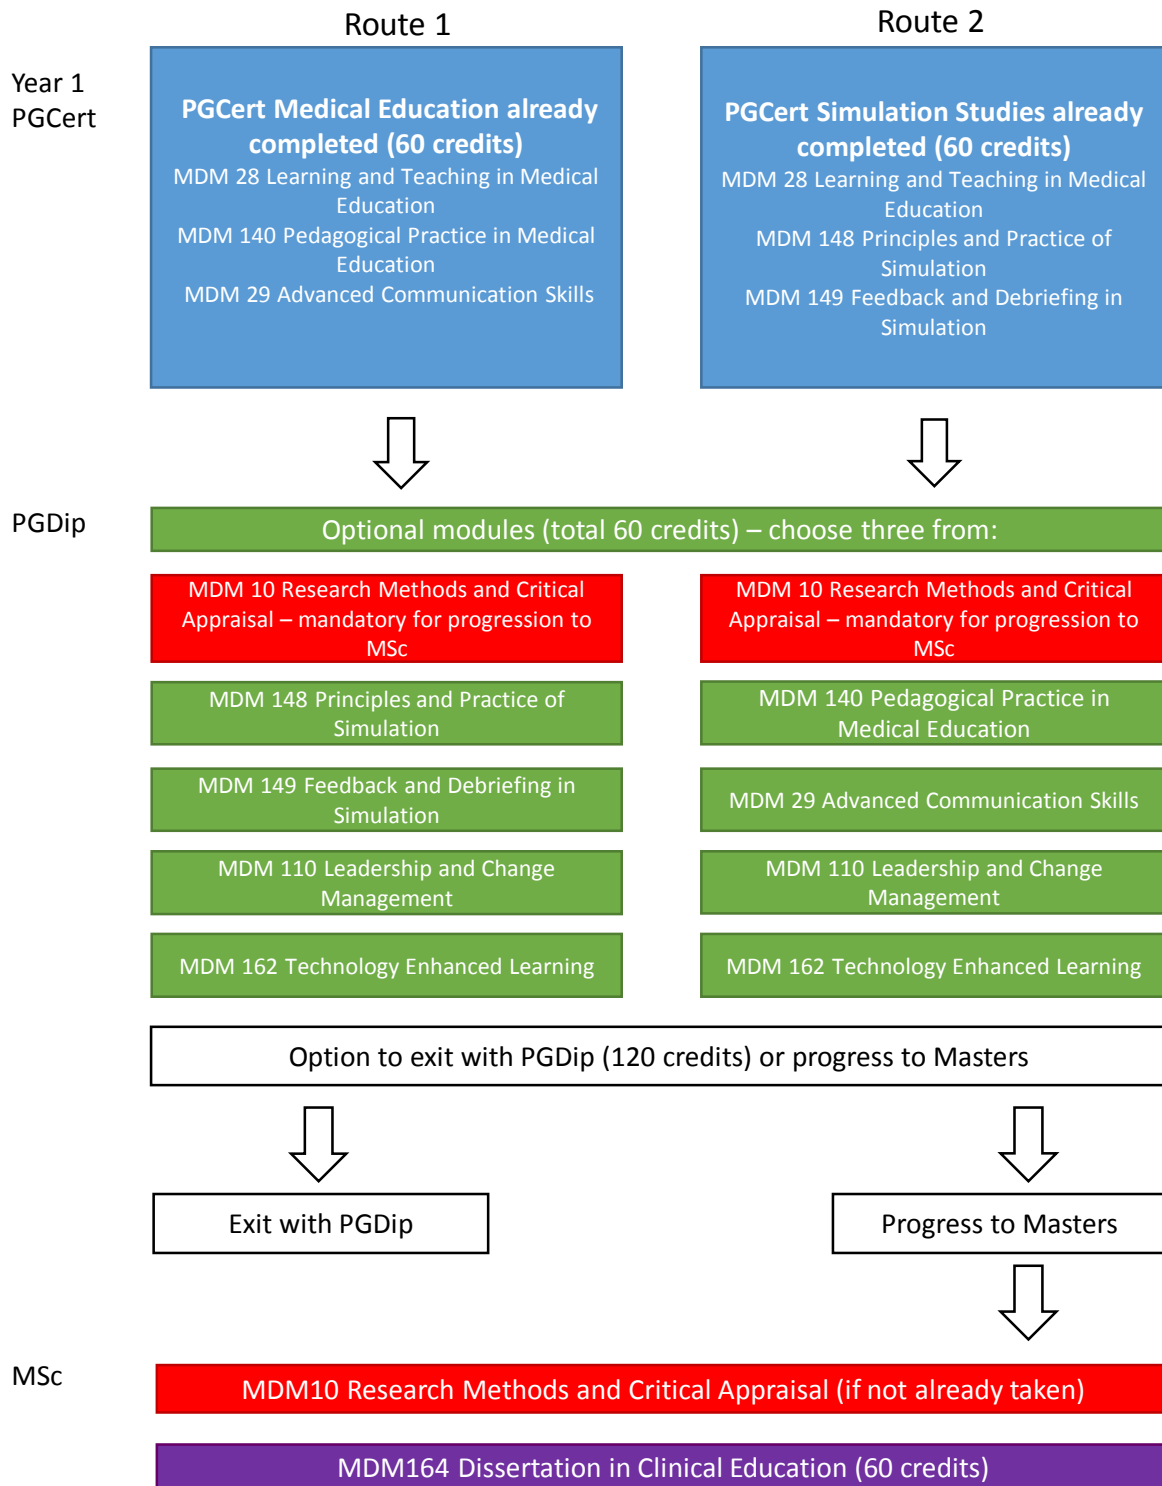 Route 1
Route 2
Year 1
PGCert
PGCert Medical Education already
completed (60 credits)
MDM 28 Learning and Teaching in Medical
Education
MDM 140 Pedagogical Practice in Medical
Education
MDM 29 Advanced Communication Skills
PGCert Simulation Studies already
completed (60 credits)
MDM 28 Learning and Teaching in Medical
Education
MDM 148 Principles and Practice of
Simulation
MDM 149 Feedback and Debriefing in
Simulation
PGDip
Optional modules (total 60 credits) – choose three from:
MDM 10 Research Methods and Critical
Appraisal – mandatory for progression to
MSc
MDM 10 Research Methods and Critical
Appraisal – mandatory for progression to
MSc
MDM 148 Principles and Practice of
Simulation
MDM 140 Pedagogical Practice in
Medical Education
MDM 149 Feedback and Debriefing in
Simulation
MDM 29 Advanced Communication Skills
MDM 110 Leadership and Change
Management
MDM 110 Leadership and Change
Management
MDM 162 Technology Enhanced Learning
MDM 162 Technology Enhanced Learning
Option to exit with PGDip (120 credits) or progress to Masters
Exit with PGDip
Progress to Masters
MSc
MDM10 Research Methods and Critical Appraisal (if not already taken)
MDM164 Dissertation in Clinical Education (60 credits)